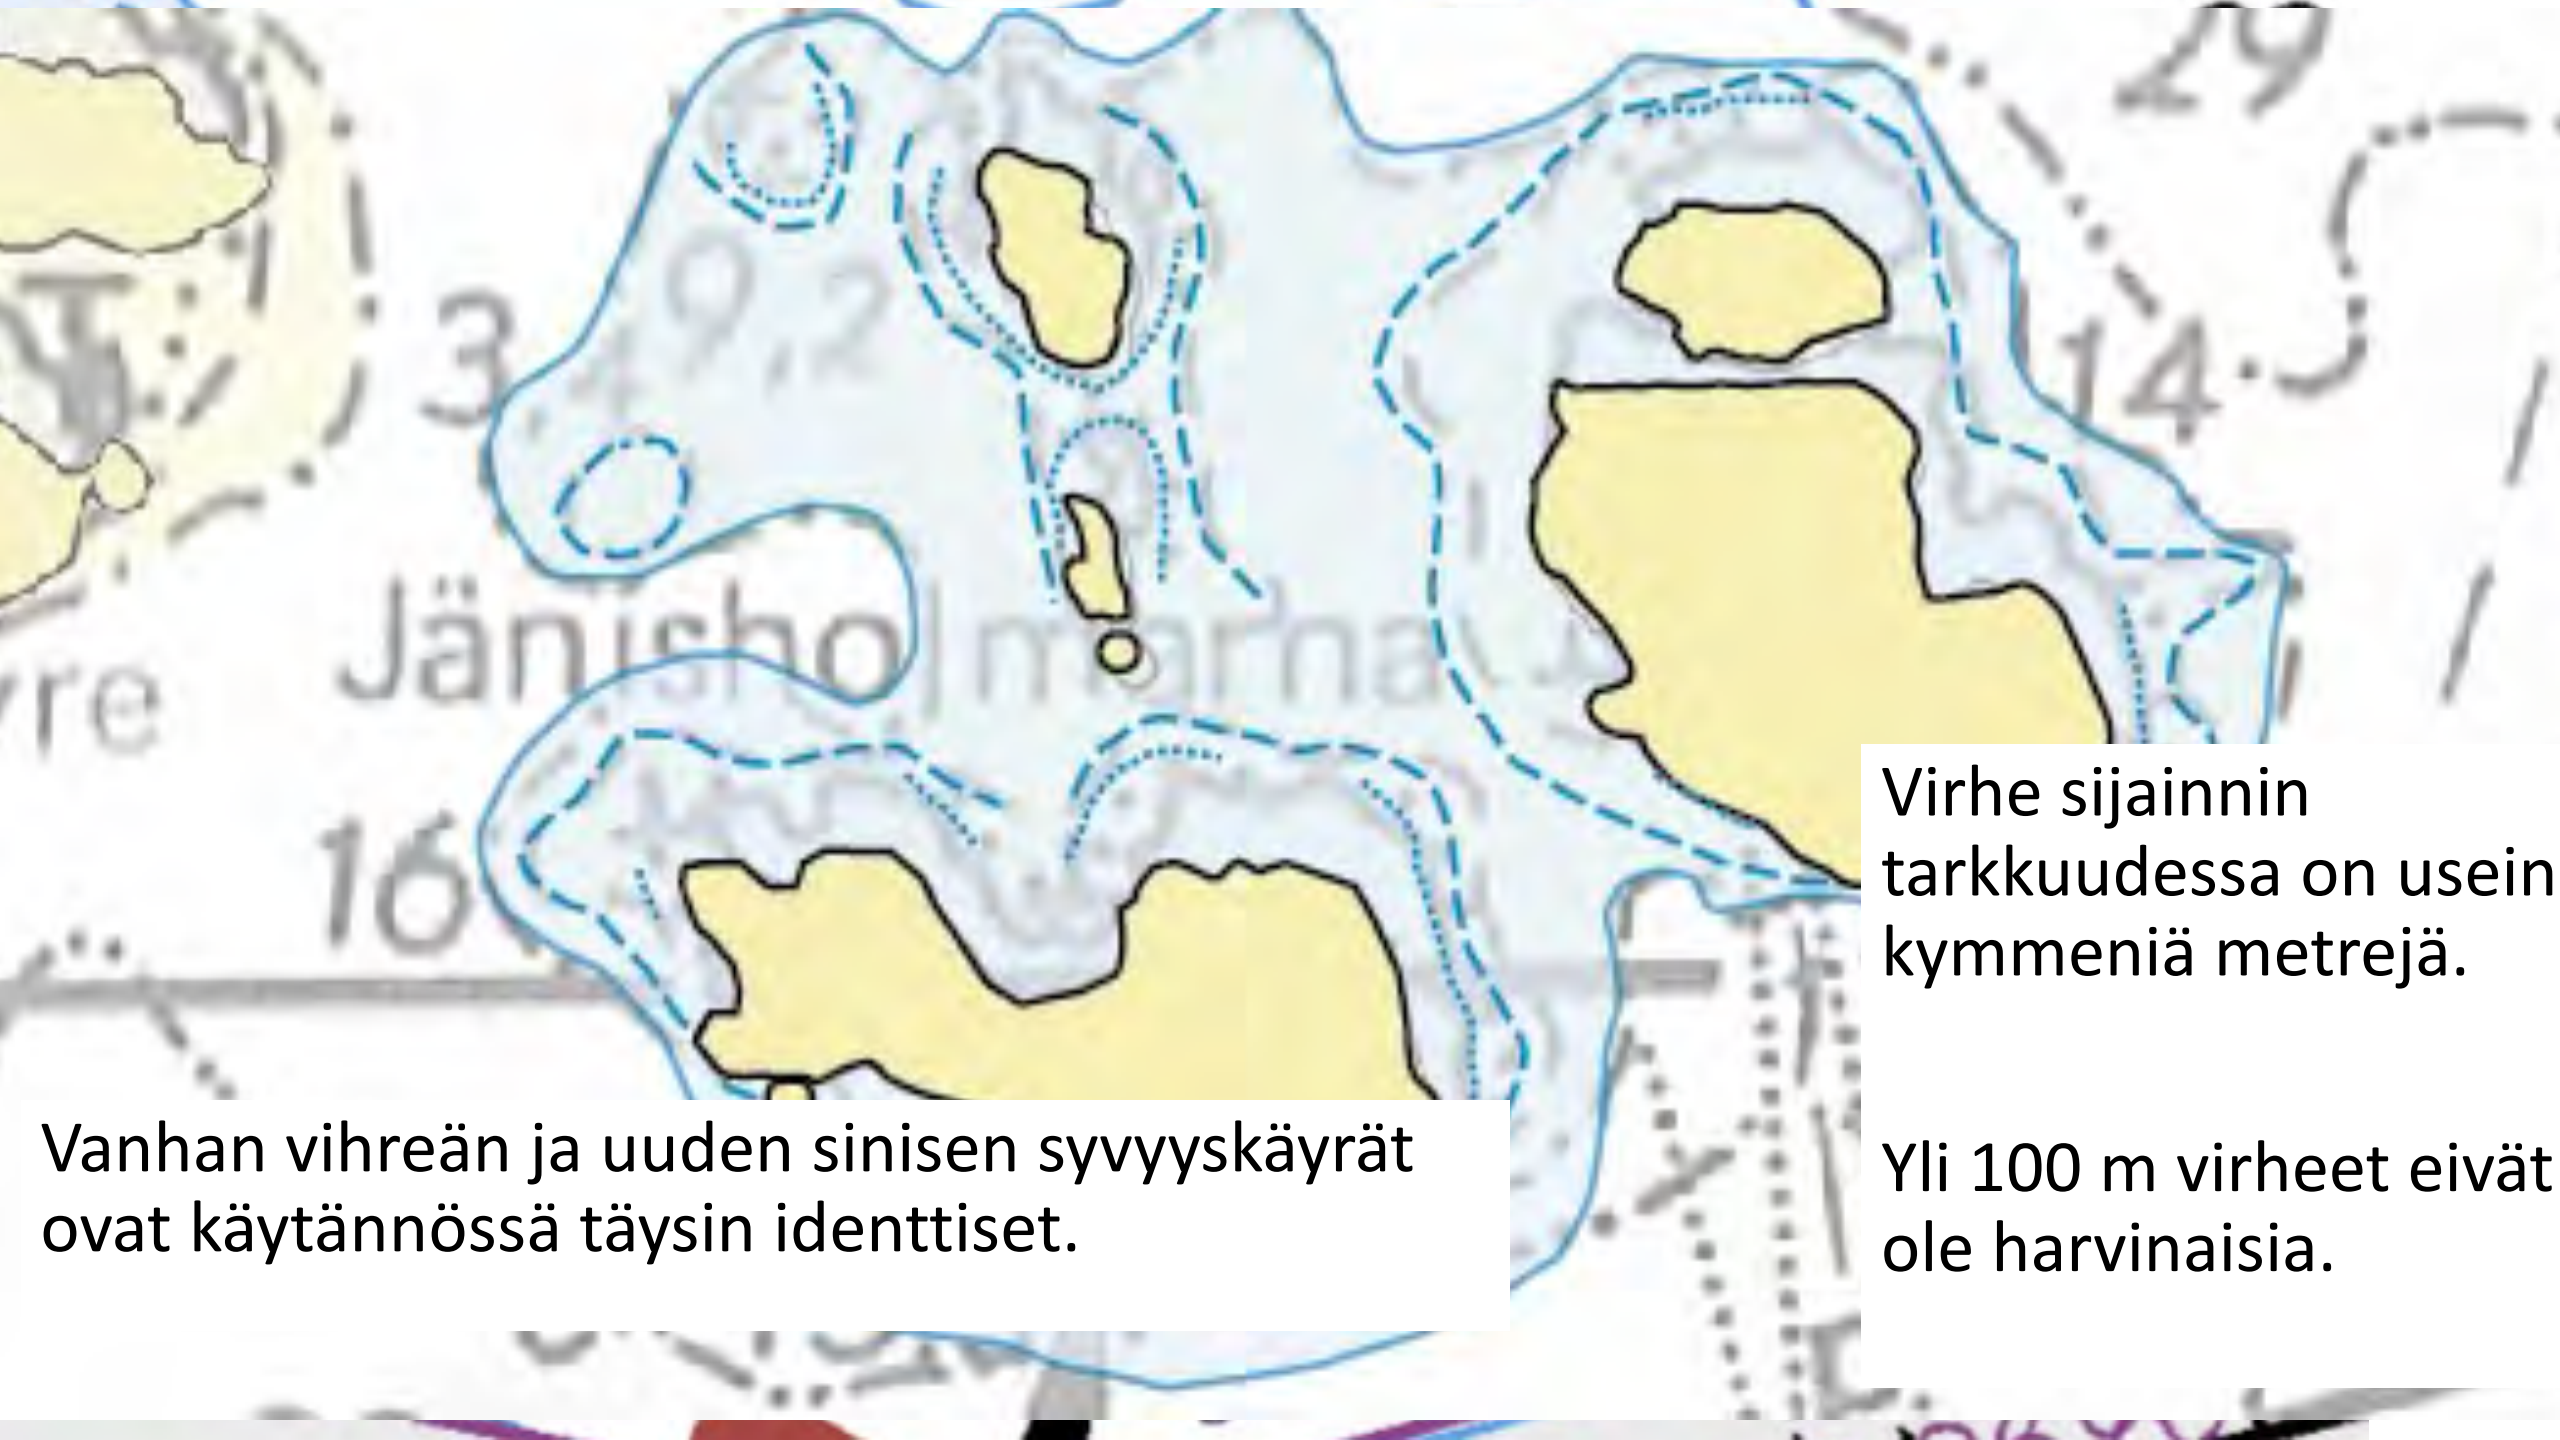 29
3
9,2
14
Jänisholmarna
yre
16
Virhe sijainnin
tarkkuudessa on usein
kymmeniä metrejä.
Yli 100 m virheet eivät
ole harvinaisia.
Vanhan vihreän ja uuden sinisen syvyyskäyrät
ovat käytännössä täysin identtiset.